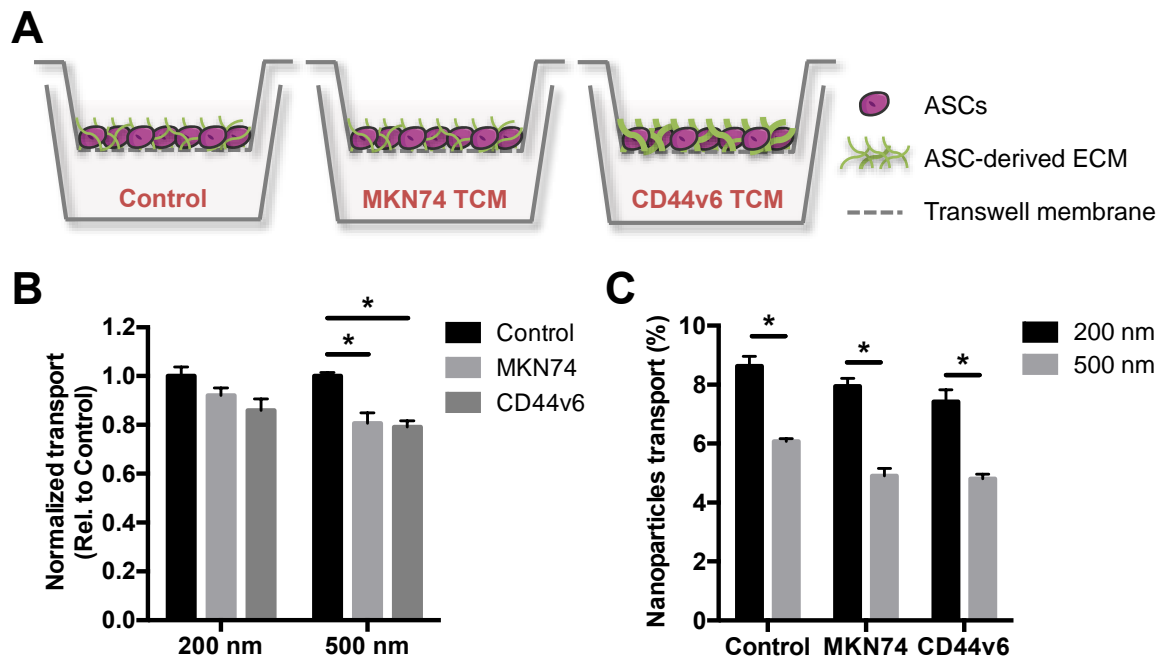 A
Control
MKN74 TCM
CD44v6 TCM
ASCs
ASC-derived ECM
Transwell membrane
B
Normalized transport
(Rel. to Control)
1.2
1.0
0.8
0.6
0.4
0.2
0.0
*
*
Control
MKN74
CD44v6
200 nm
500 nm
C
Nanoparticles transport (%)
10
8
6
4
2
0
*
*
*
200 nm
500 nm
Control
MKN74
CD44v6